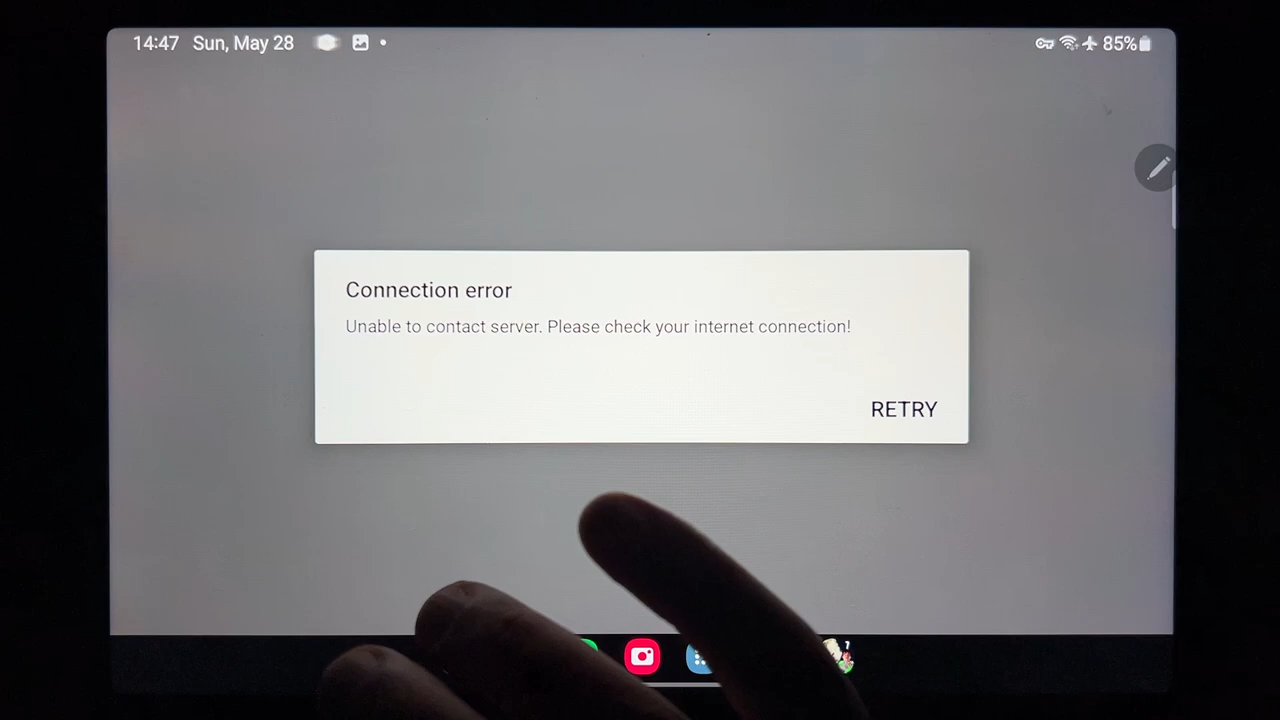 14:47 Sun, May 28
85%
Connection error
Unable to contact server. Please check your internet connection!
RETRY